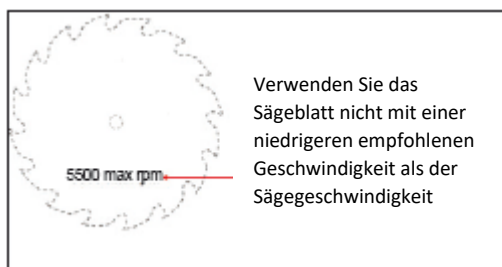 5500 max rpm
Verwenden Sie das
Sägeblatt nicht mit einer
niedrigeren empfohlenen
Geschwindigkeit als der
Sägegeschwindigkeit